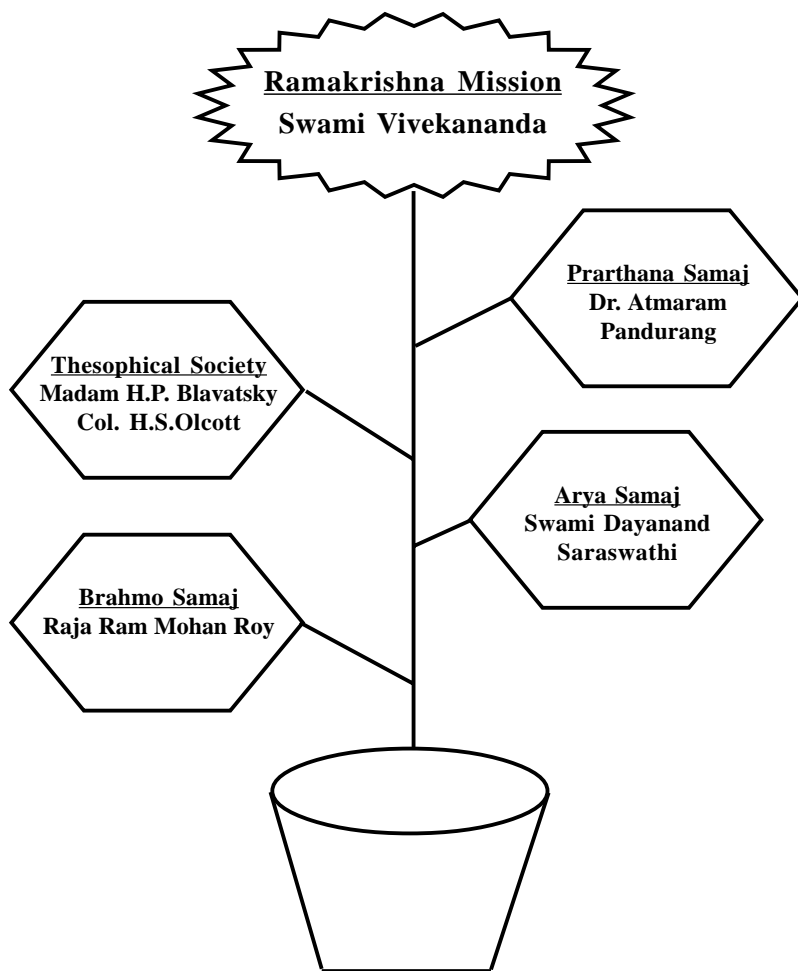 Ramakrishna Mission
Swami Vivekananda
Prarthana Samaj
Dr. Atmaram
Pandurang
Thesophical Society
Madam H.P. Blavatsky
Col. H.S.Olcott
Arya Samaj
Swami Dayanand
Saraswathi
Brahmo Samaj
Raja Ram Mohan Roy